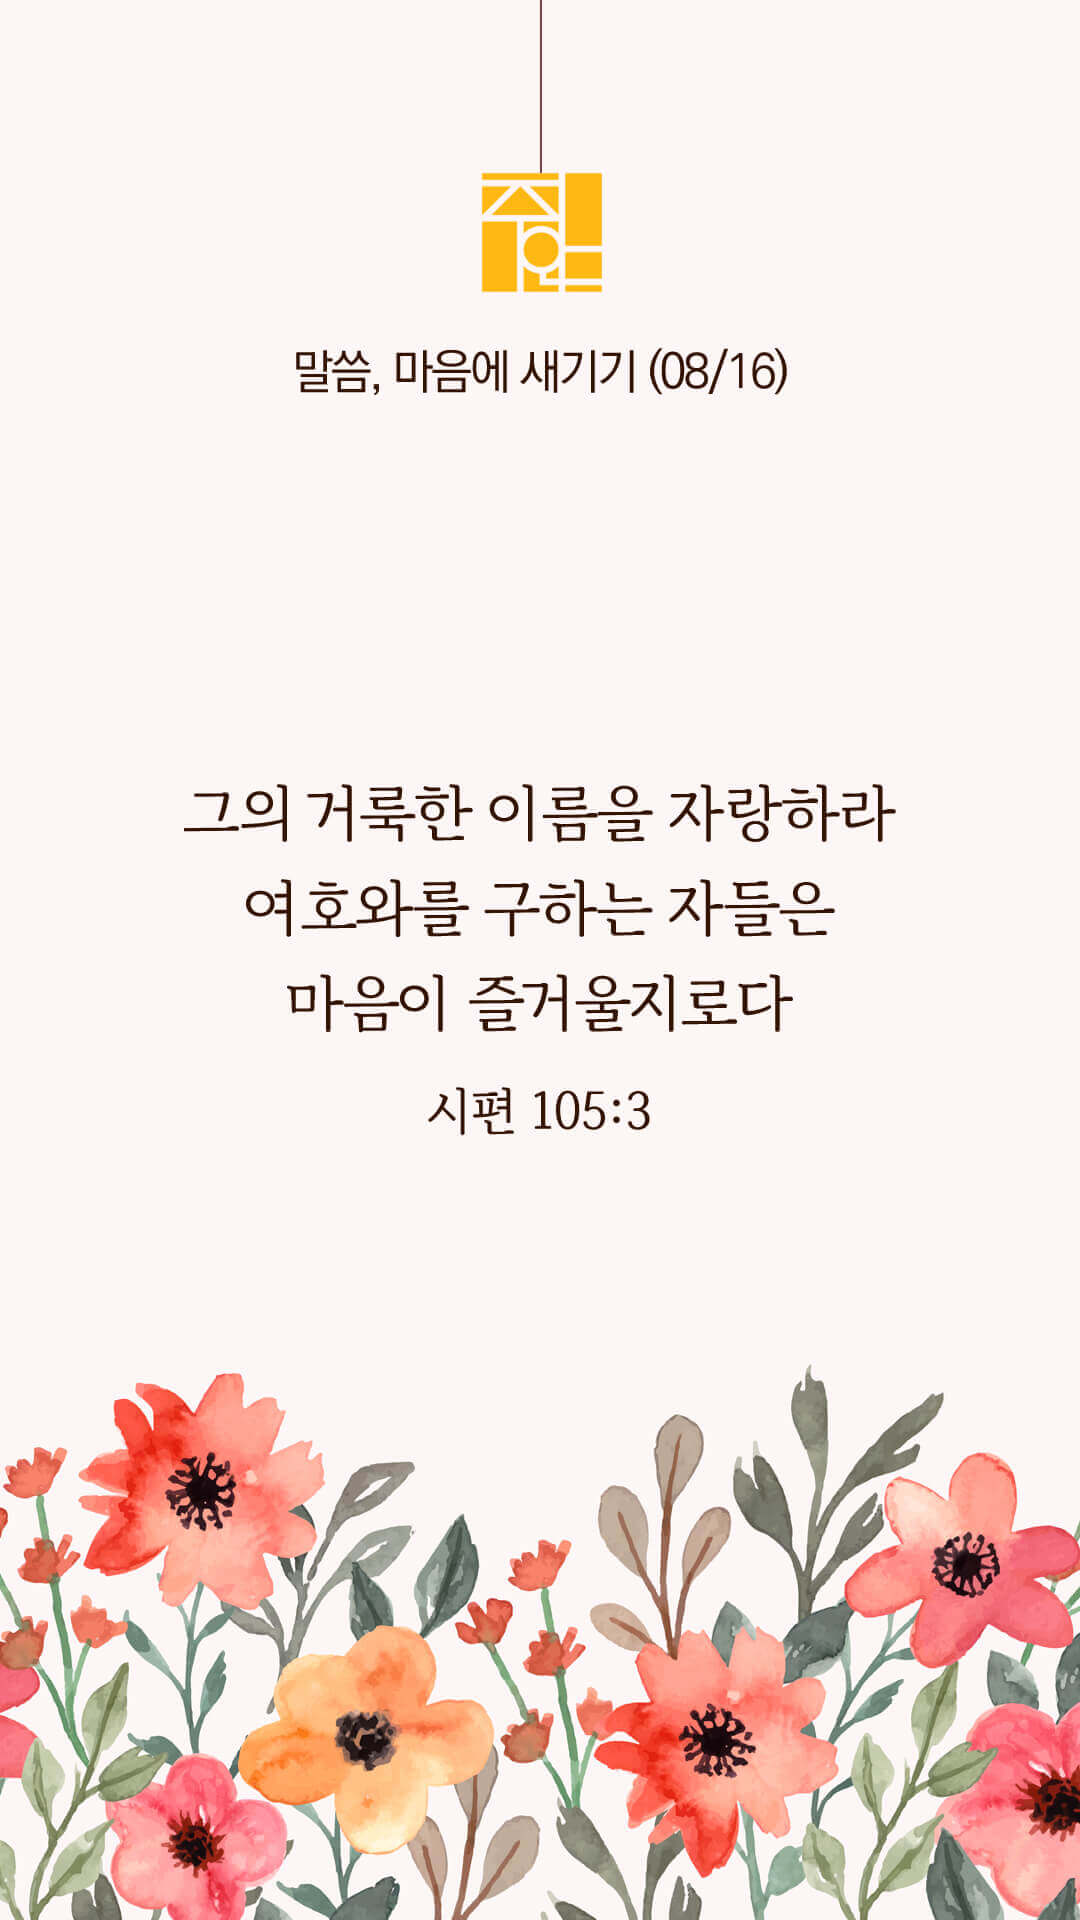 말씀, 마음에 새기기 (08/16)
그의 거룩한 이름을 자랑하라
여호와를 구하는 자들은
마음이 즐거울지로다
시편 105:3